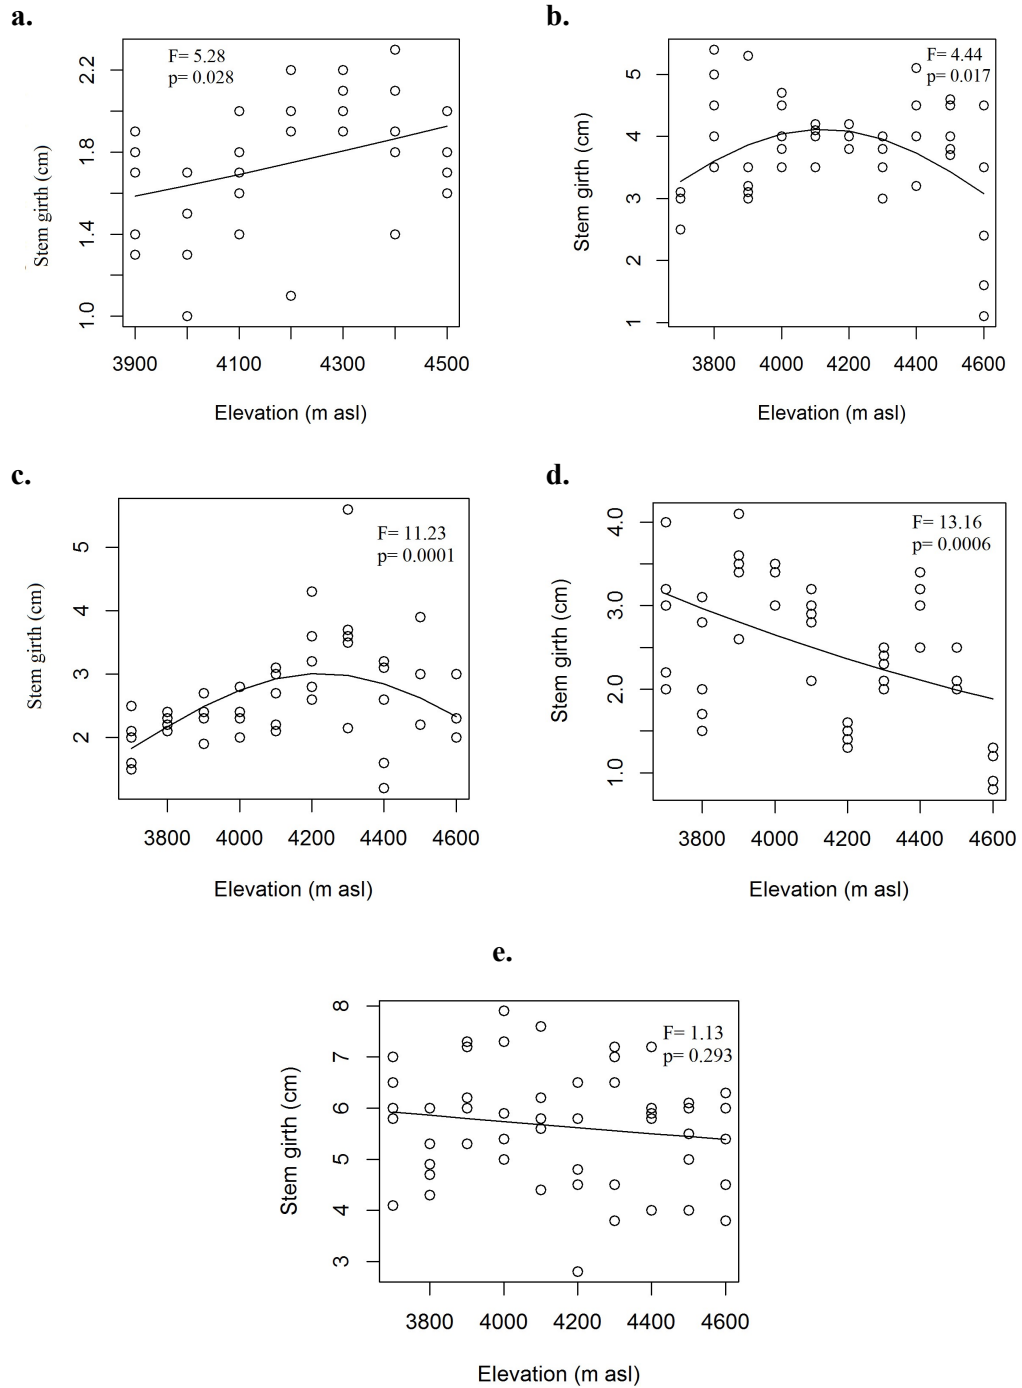 a.
F= 5.28
p= 0.028
2.2
1.8
1.4
1.0
Stem girth (cm)
3900 4100 4300 4500
Elevation (m asl)
b.
F= 4.44
p= 0.017
5
4
3
2
1
Stem girth (cm)
3800 4000 4200 4400 4600
Elevation (m asl)
c.
F= 11.23
p= 0.0001
5
4
3
2
Stem girth (cm)
3800 4000 4200 4400 4600
Elevation (m asl)
d.
F= 13.16
p= 0.0006
4.0
3.0
2.0
1.0
Stem girth (cm)
3800 4000 4200 4400 4600
Elevation (m asl)
e.
F= 1.13
p= 0.293
8
7
6
5
4
3
Stem girth (cm)
3800 4000 4200 4400 4600
Elevation (m asl)